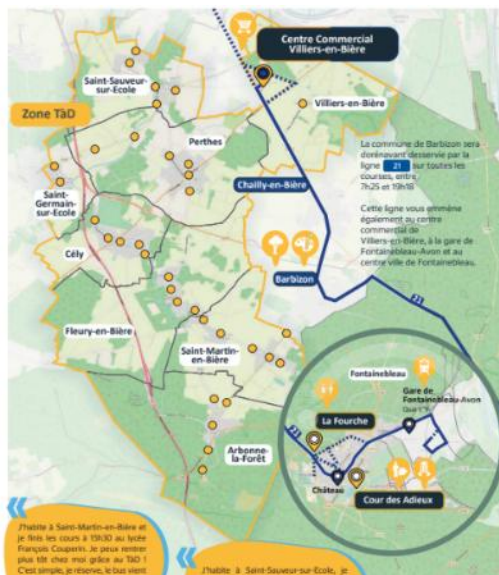 Centre Commercial
Villiers-en-Bière
Saint-Sauveur-
sur-Ecole
Villiers-en-Bière
Zone TàD
Perthes
La commune de Barbizon sera
dorénavant desservie par la
ligne 21 sur toutes les
courses, entre
7h25 et 19h18
Chailly-en-Bière
Saint-
Germain-
sur-Ecole
Cette ligne vous emmène
également au centre
commercial de
Villiers-en-Bière, à la gare de
Fontainebleau-Avon et au
centre ville de Fontainebleau.
Cély
Barbizon
21
Fleury-en-Bière
Saint-Martin-
en-Bière
Fontainebleau
Gare de
Fontainebleau-Avon
La Fourche
21
Arbonne-
la-Forêt
Château
Cour des Adieux
J'habite à Saint-Martin-en-Bière et
je finis les cours à 15h30 au lycée
François Couperin. Je peux rentrer
plus tôt chez moi grâce au TàD !
C'est simple, je réserve, le bus vient
J'habite à Saint-Sauveur-sur-Ecole, je